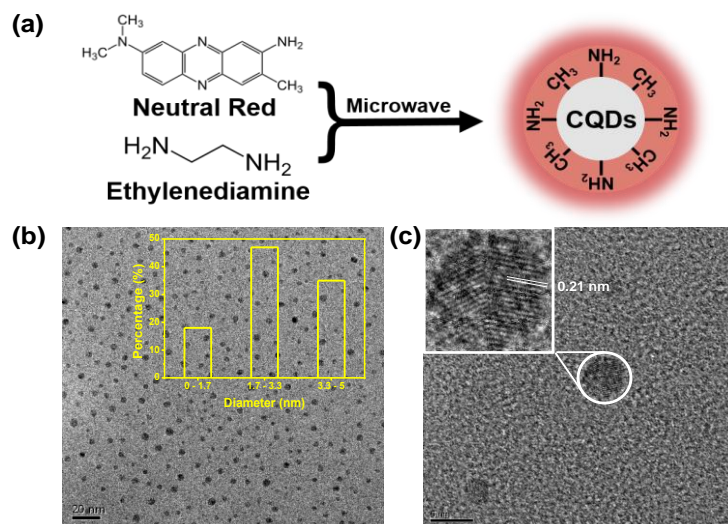 (a)
H₃C
N
N
NH₂
CH₃
N
CH₃
Neutral Red
H₂N
NH₂
Ethylenediamine
Microwave
NH₂
CH₃
CH₃
NH₂
CQDs
NH₂
CH₃
CH₃
NH₂
(b)
50
40
30
20
10
0
Percentage (%)
0 - 1.7
1.7 - 3.3
3.3 - 5
Diameter (nm)
20 nm
(c)
0.21 nm